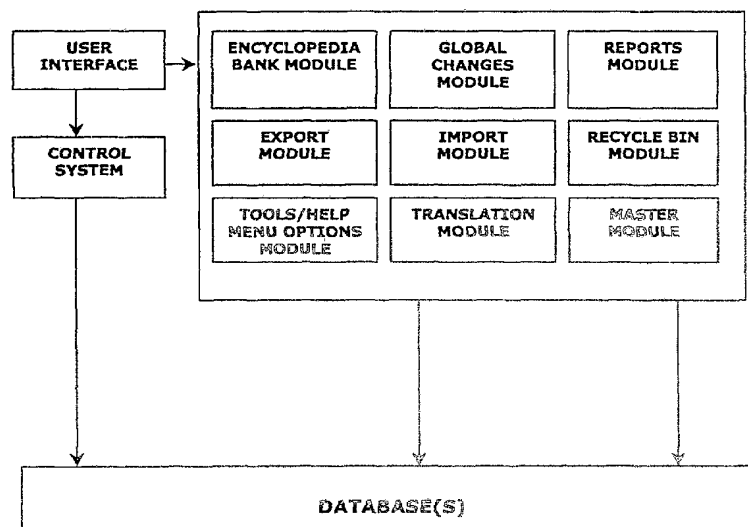 USER
INTERFACE
ENCYCLOPEDIA
BANK MODULE
GLOBAL
CHANGES
MODULE
REPORTS
MODULE
CONTROL
SYSTEM
EXPORT
MODULE
IMPORT
MODULE
RECYCLE BIN
MODULE
TOOLS/HELP
MENU OPTIONS
MODULE
TRANSLATION
MODULE
MASTER
MODULE
DATABASE(S)